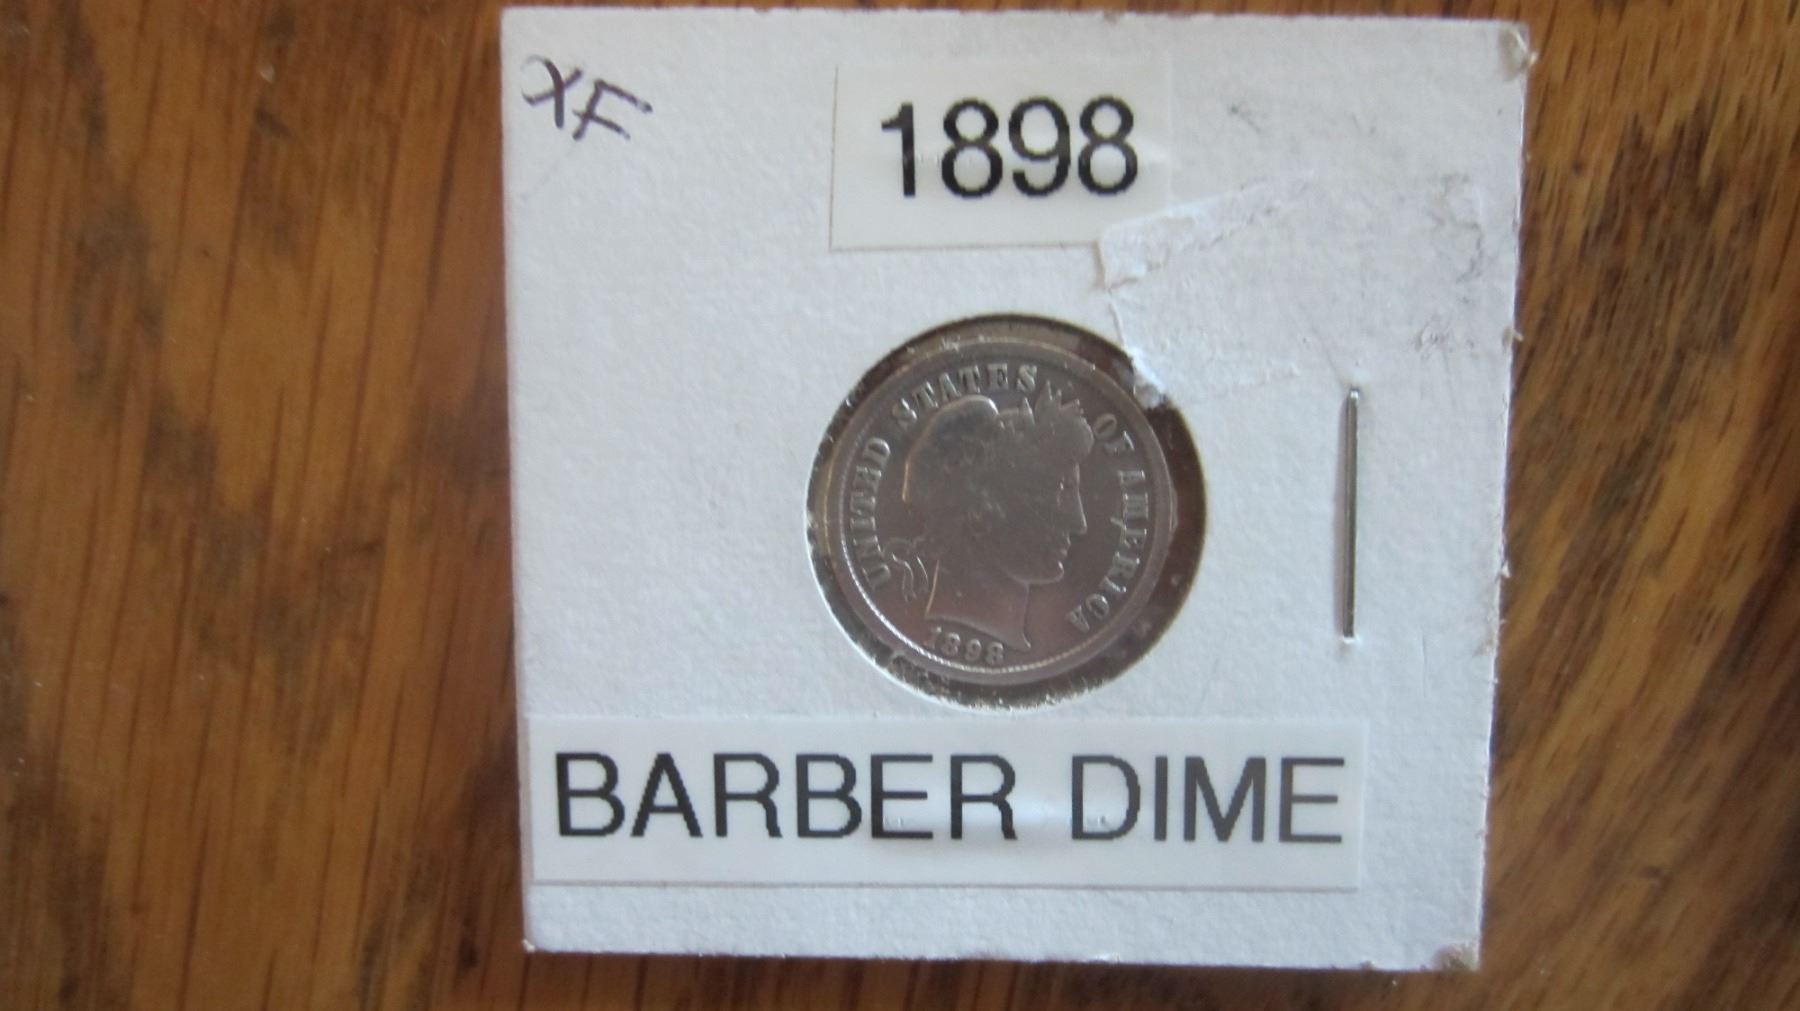 XF
1898
UNITED STATES OF AMERICA
1898
BARBER DIME